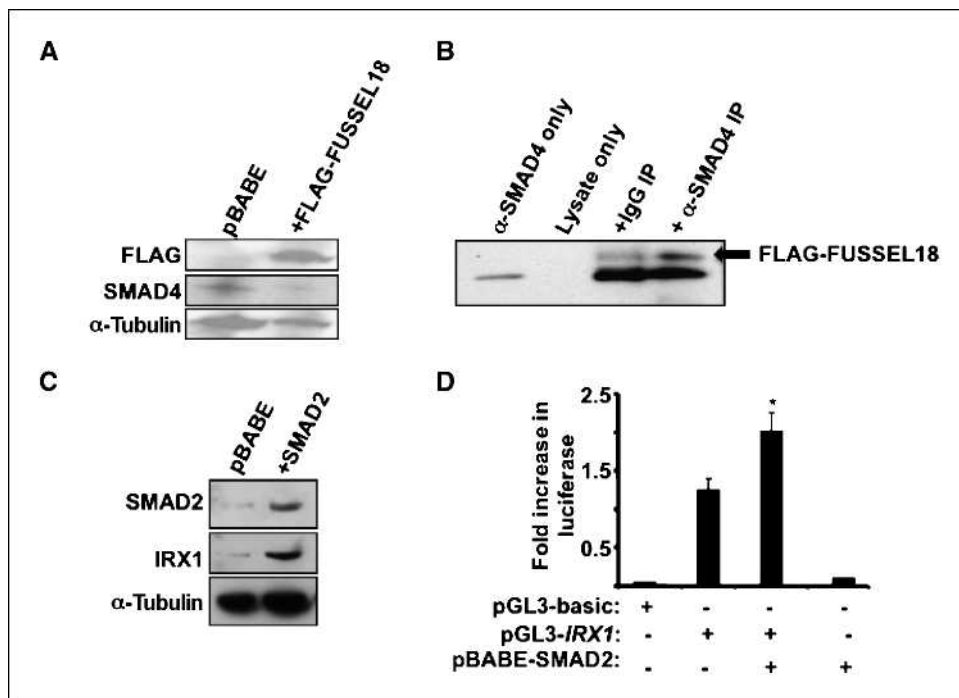 A
pBABE
+FLAG-FUSSEL18
FLAG
SMAD4
α-Tubulin
B
α-SMAD4 only
Lysate only
+IgG IP
+ α-SMAD4 IP
FLAG-FUSSEL18
C
pBABE
+SMAD2
SMAD2
IRX1
α-Tubulin
D
Fold increase in
luciferase
2.5
1.5
0.5
*
pGL3-basic: + - - -
pGL3-IRX1: - + + -
pBABE-SMAD2: - - + +